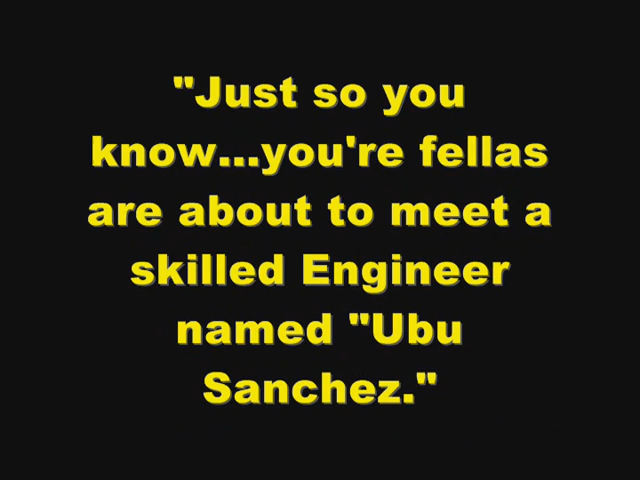 "Just so you
know...you're fellas
are about to meet a
skilled Engineer
named "Ubu
Sanchez."